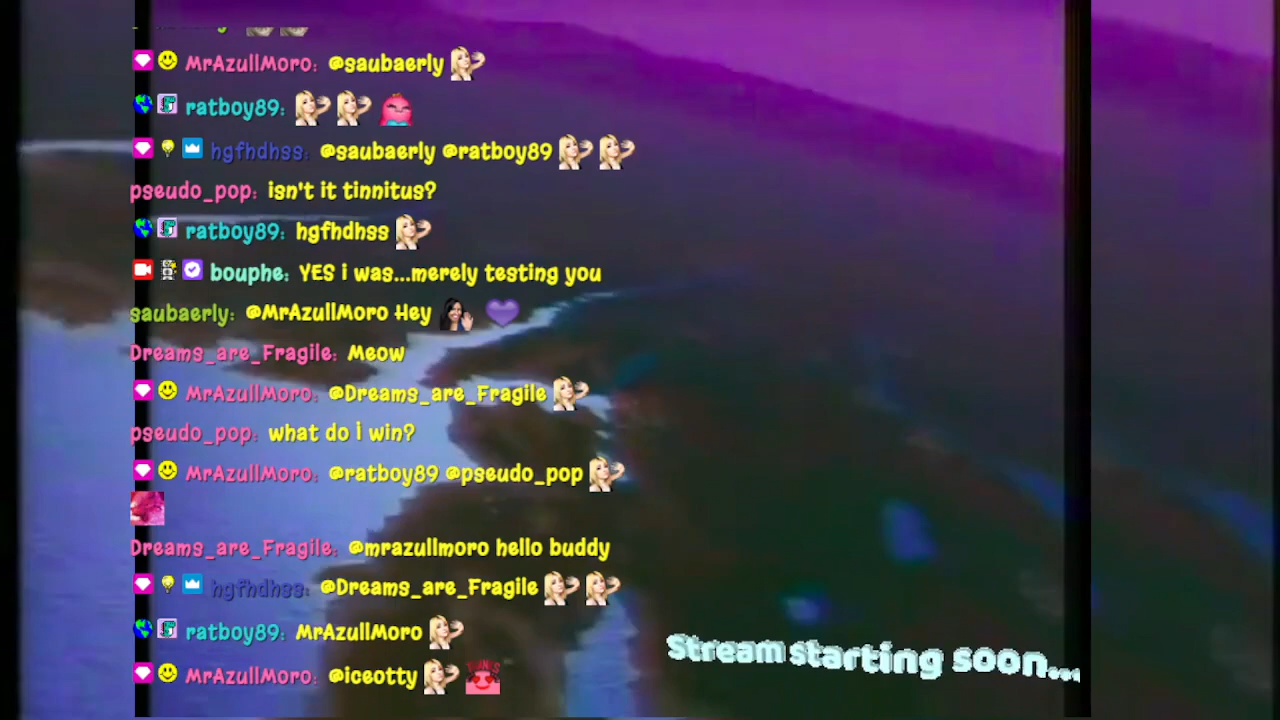 MrAzullMoro: @saubaerly
ratboy89:
hgfhdhss: @saubaerly @ratboy89
pseudo_pop: isn't it tinnitus?
ratboy89: hgfhdhss
bouphe: YES i was...merely testing you
saubaerly: @MrAzullMoro Hey
Dreams_are_Fragile: Meow
MrAzullMoro: @Dreams_are_Fragile
pseudo_pop: what do i win?
MrAzullMoro: @ratboy89 @pseudo_pop
Dreams_are_Fragile: @mrazullmoro hello buddy
hgfhdhss: @Dreams_are_Fragile
ratboy89: MrAzullMoro
MrAzullMoro: @iceotty
Stream starting soon...